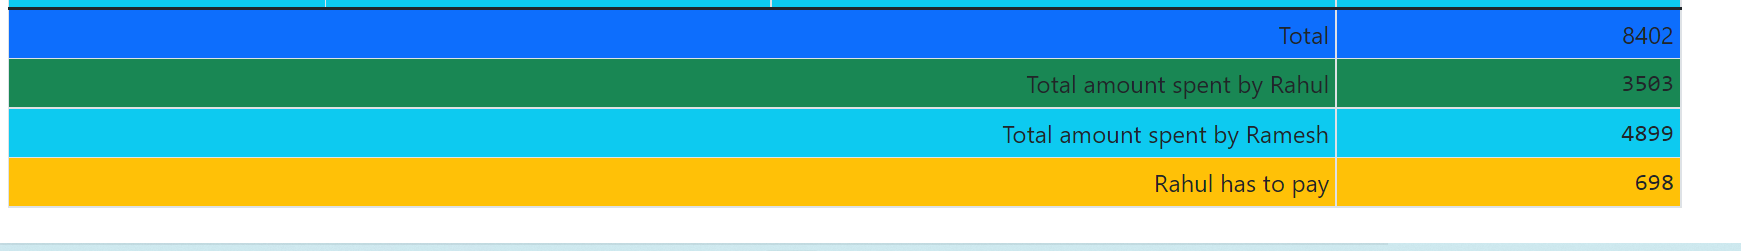 Total 8402
Total amount spent by Rahul 3503
Total amount spent by Ramesh 4899
Rahul has to pay 698